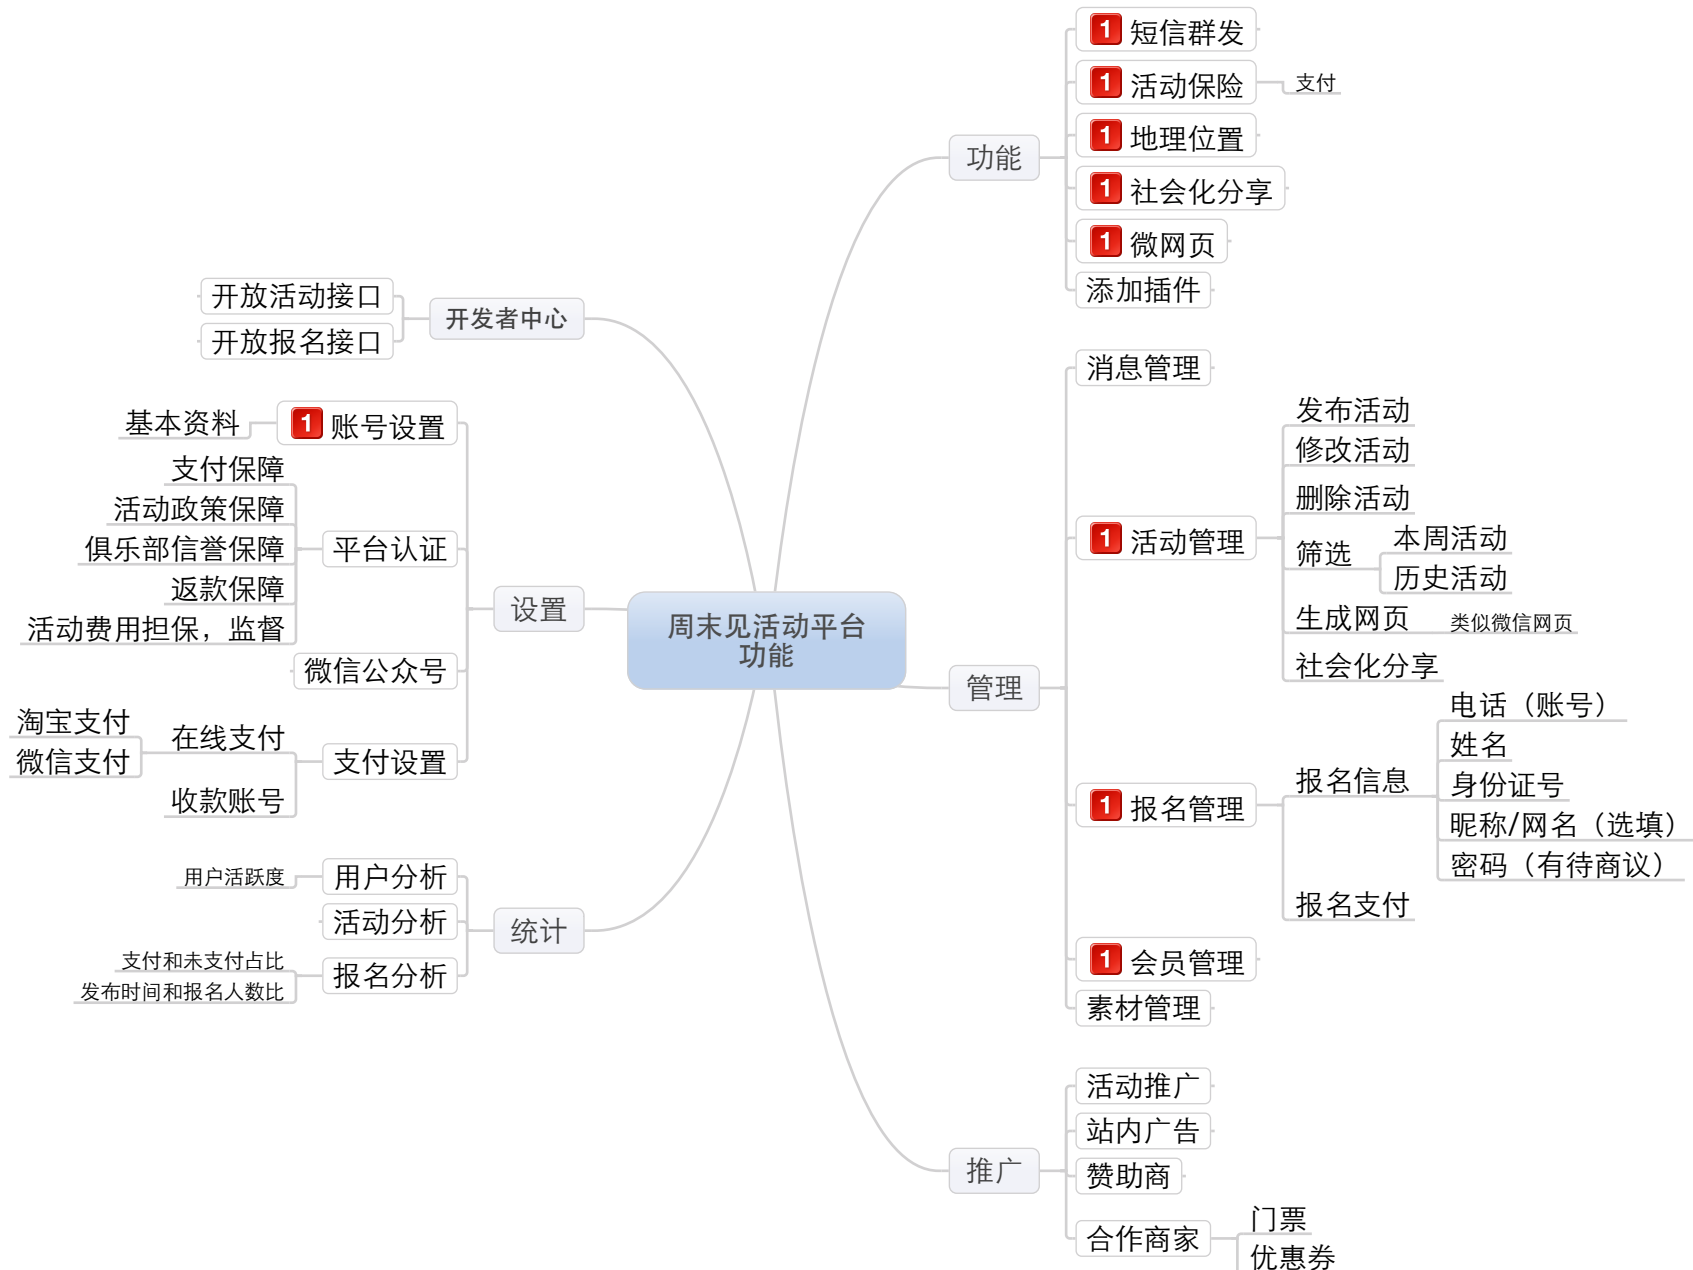 周末见活动平台
功能
功能
1 短信群发
1 活动保险
支付
1 地理位置
1 社会化分享
1 微网页
添加插件
管理
消息管理
1 活动管理
发布活动
修改活动
删除活动
筛选
本周活动
历史活动
生成网页
类似微信网页
社会化分享
1 报名管理
报名信息
电话（账号）
姓名
身份证号
昵称/网名（选填）
密码（有待商议）
报名支付
1 会员管理
素材管理
推广
活动推广
站内广告
赞助商
合作商家
门票
优惠券
开发者中心
开放活动接口
开放报名接口
设置
1 账号设置
基本资料
平台认证
支付保障
活动政策保障
俱乐部信誉保障
返款保障
活动费用担保，监督
微信公众号
支付设置
在线支付
淘宝支付
微信支付
收款账号
统计
用户分析
用户活跃度
活动分析
报名分析
支付和未支付占比
发布时间和报名人数比